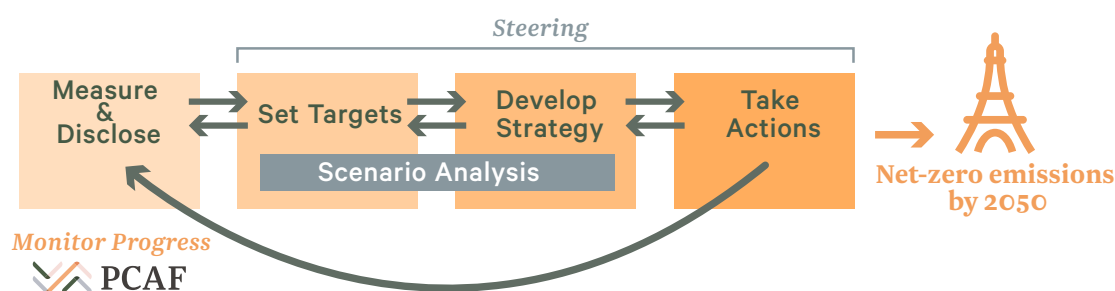 Steering
Measure
&
Disclose
Set Targets
Develop
Strategy
Take
Actions
Scenario Analysis
Net-zero emissions
by 2050
Monitor Progress
PCAF